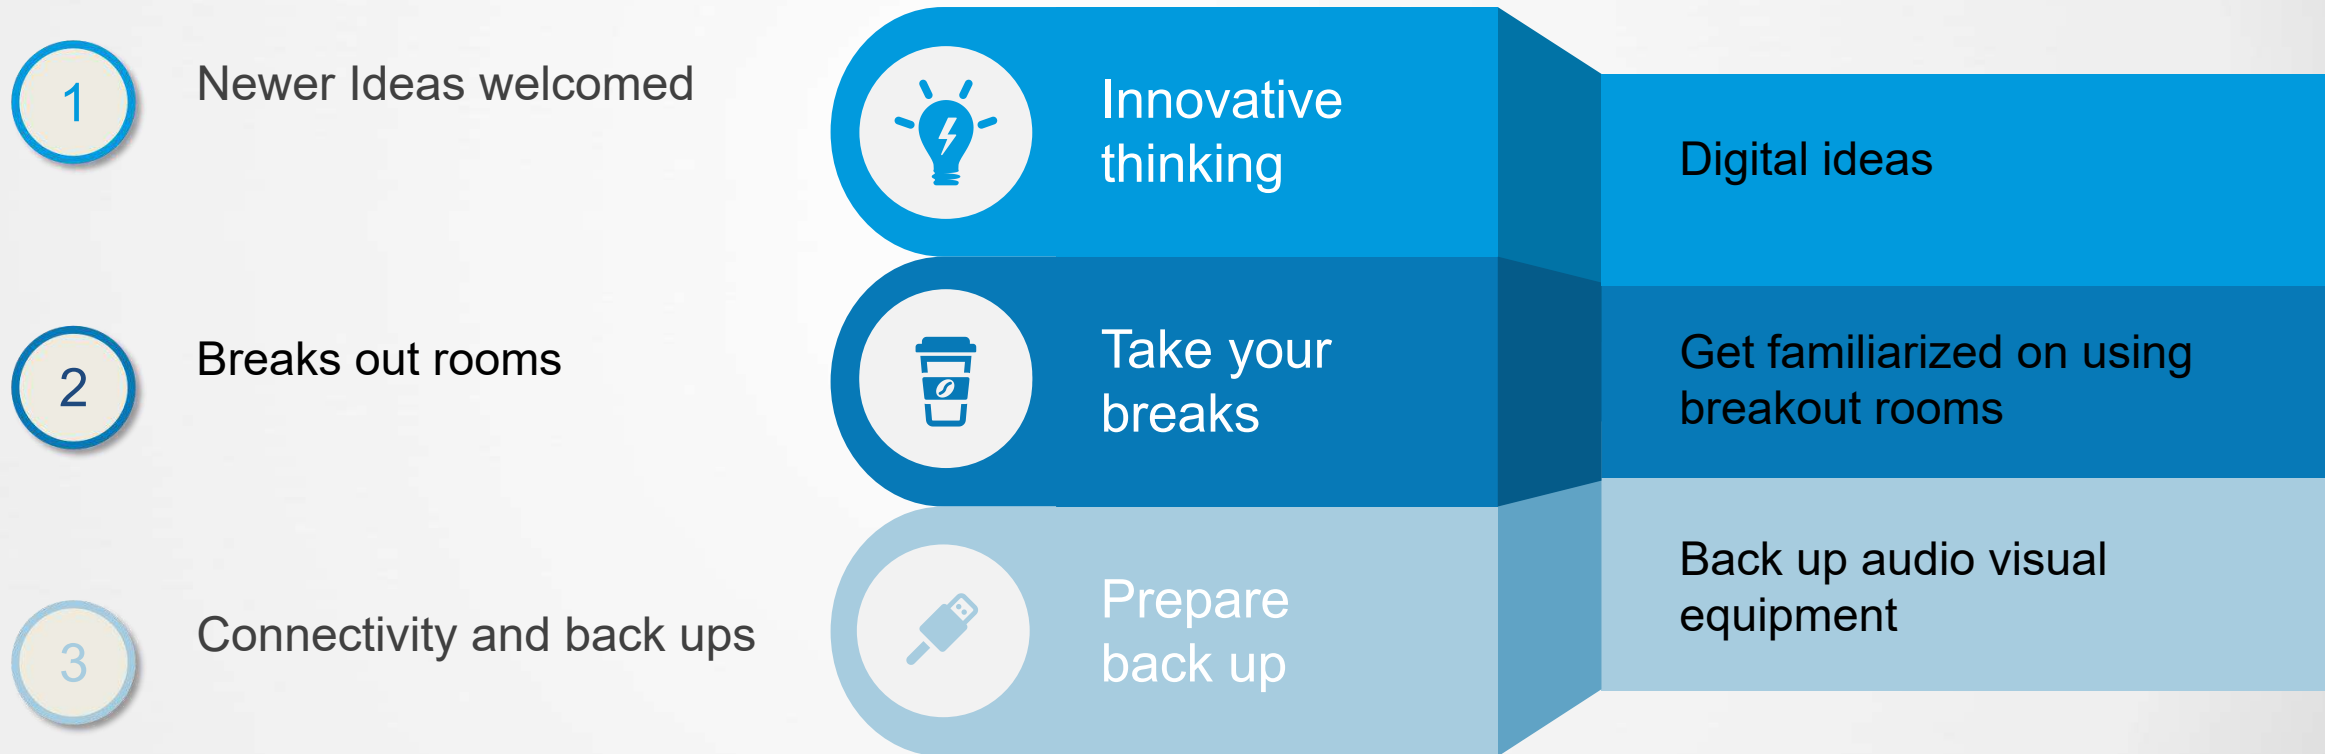 1
Newer Ideas welcomed
Innovative
thinking
Digital ideas
2
Breaks out rooms
Take your
breaks
Get familiarized on using
breakout rooms
3
Connectivity and back ups
Prepare
back up
Back up audio visual
equipment